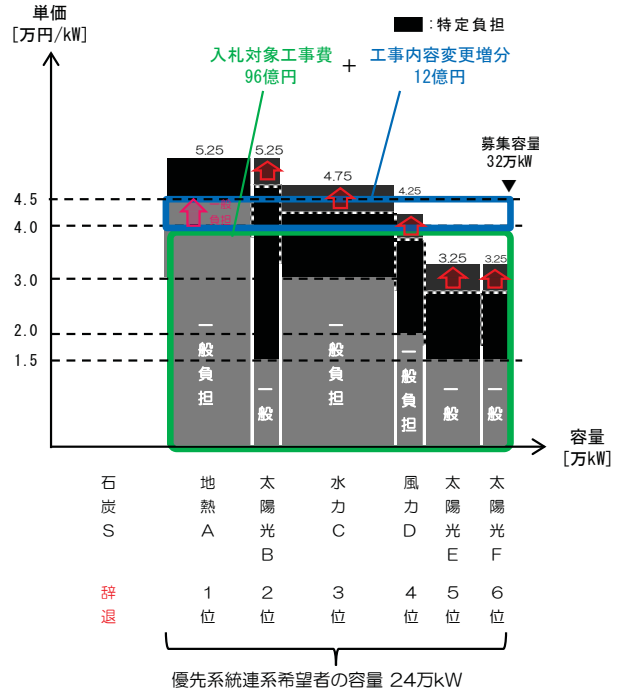 単価
[万円/kW]
：特定負担
入札対象工事費
96億円
+
工事内容変更増分
12億円
募集容量
32万kW
5.25
5.25
4.75
4.25
3.25
3.25
4.5
4.0
3.0
2.0
1.5
一般
負担
一般負担
一般
一般負担
一般負担
一般
一般
容量
[万kW]
石炭S
地熱A
太陽光B
水力C
風力D
太陽光E
太陽光F
辞退
1位
2位
3位
4位
5位
6位
優先系統連系希望者の容量 24万kW